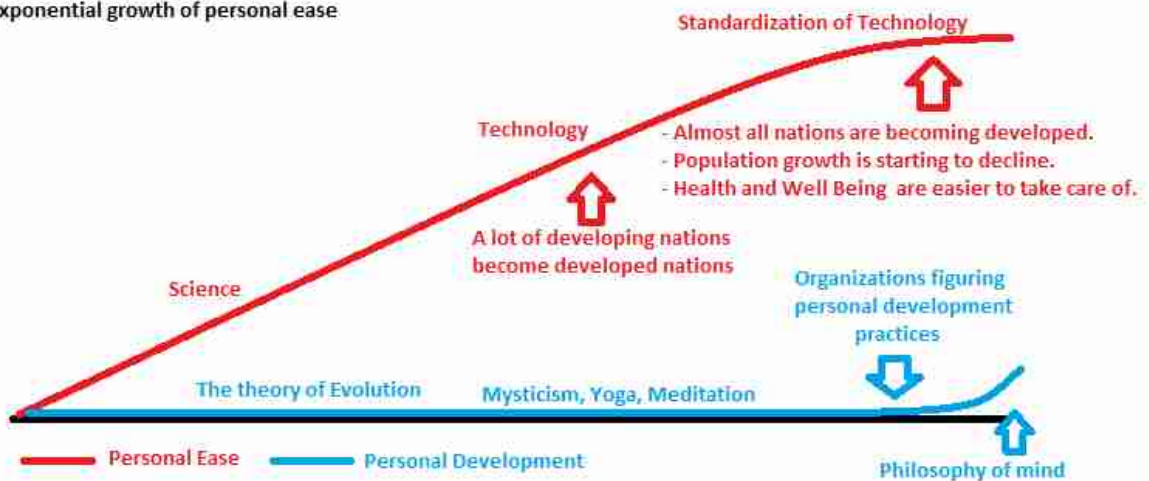 xponential growth of personal ease
Standardization of Technology
Technology
- Almost all nations are becoming developed.
- Population growth is starting to decline.
- Health and Well Being are easier to take care of.
A lot of developing nations
become developed nations
Science
Organizations figuring
personal development
practices
The theory of Evolution
Mysticism, Yoga, Meditation
Personal Ease
Personal Development
Philosophy of mind